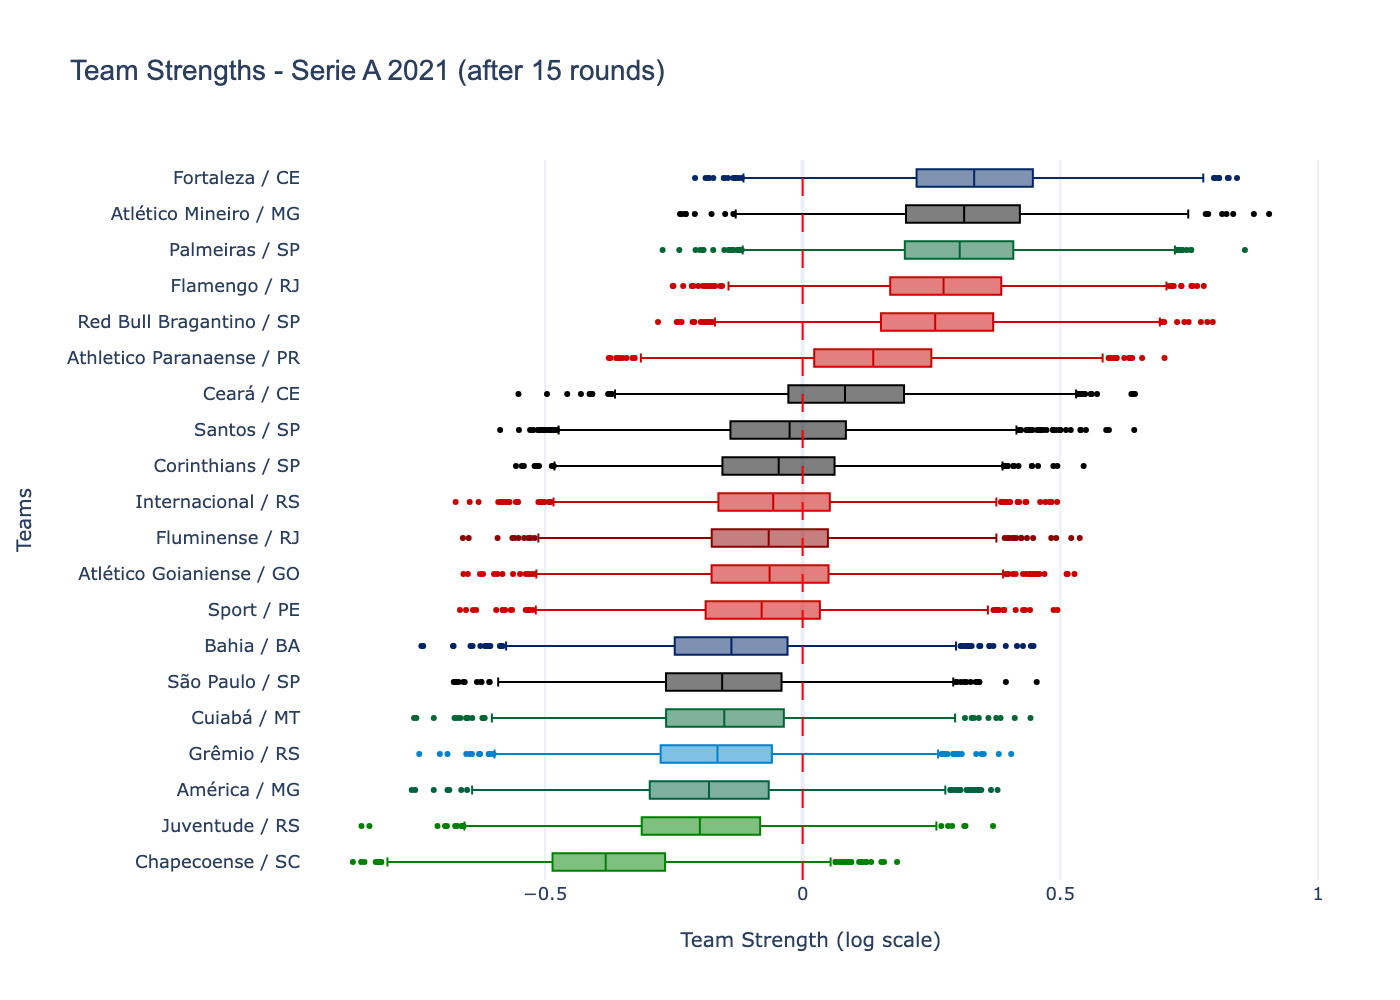 Team Strengths - Serie A 2021 (after 15 rounds)
Fortaleza / CE
Atlético Mineiro / MG
Palmeiras / SP
Flamengo / RJ
Red Bull Bragantino / SP
Athletico Paranaense / PR
Ceará / CE
Santos / SP
Corinthians / SP
Internacional / RS
Fluminense / RJ
Atlético Goianiense / GO
Sport / PE
Bahia / BA
São Paulo / SP
Cuiabá / MT
Grêmio / RS
América / MG
Juventude / RS
Chapecoense / SC
Teams
−0.5 0 0.5 1
Team Strength (log scale)